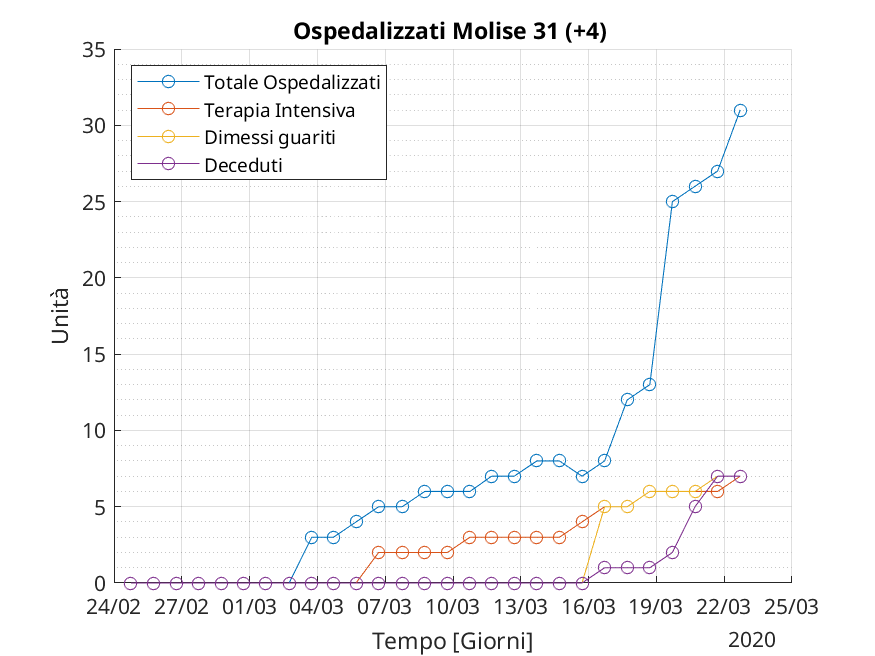 Ospedalizzati Molise 31 (+4)
35
30
25
20
15
10
5
0
Unità
Totale Ospedalizzati
Terapia Intensiva
Dimessi guariti
Deceduti
24/02 27/02 01/03 04/03 07/03 10/03 13/03 16/03 19/03 22/03 25/03
Tempo [Giorni]
2020